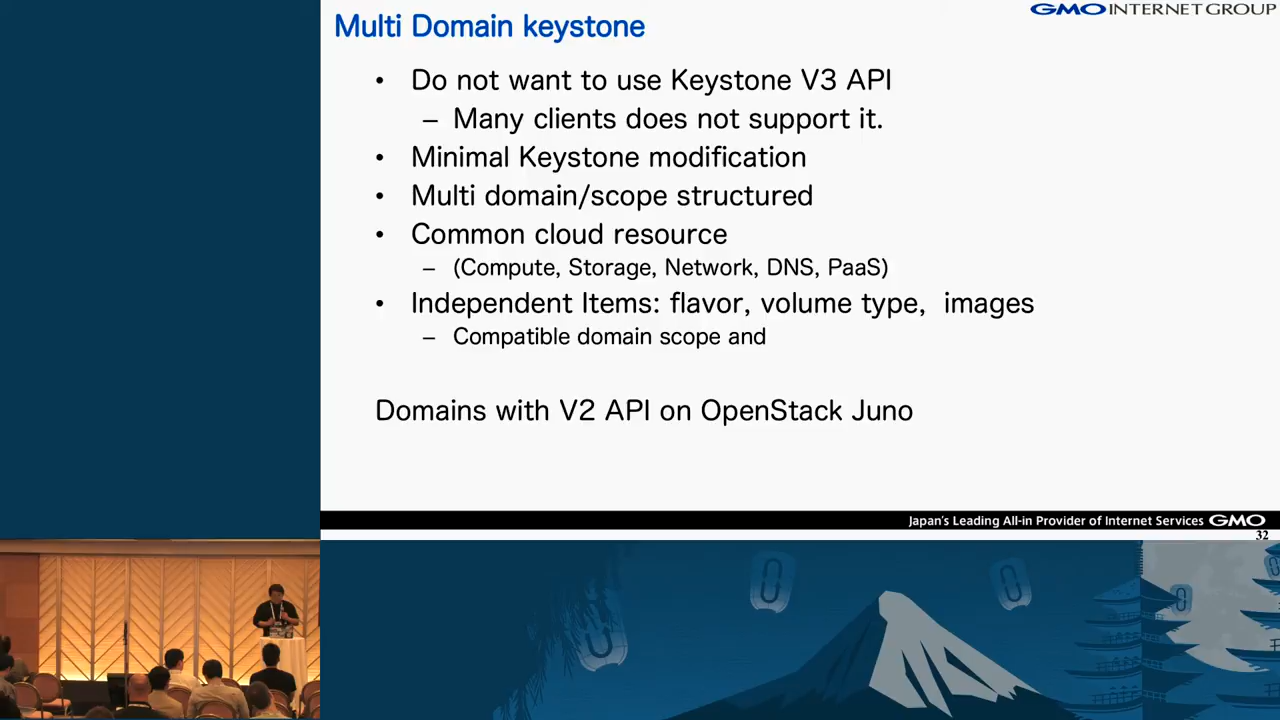 Multi Domain keystone
GMO INTERNET GROUP
• Do not want to use Keystone V3 API
– Many clients does not support it.
• Minimal Keystone modification
• Multi domain/scope structured
• Common cloud resource
– (Compute, Storage, Network, DNS, PaaS)
• Independent Items: flavor, volume type, images
– Compatible domain scope and
Domains with V2 API on OpenStack Juno
Japan's Leading All-in Provider of Internet Services GMO
32